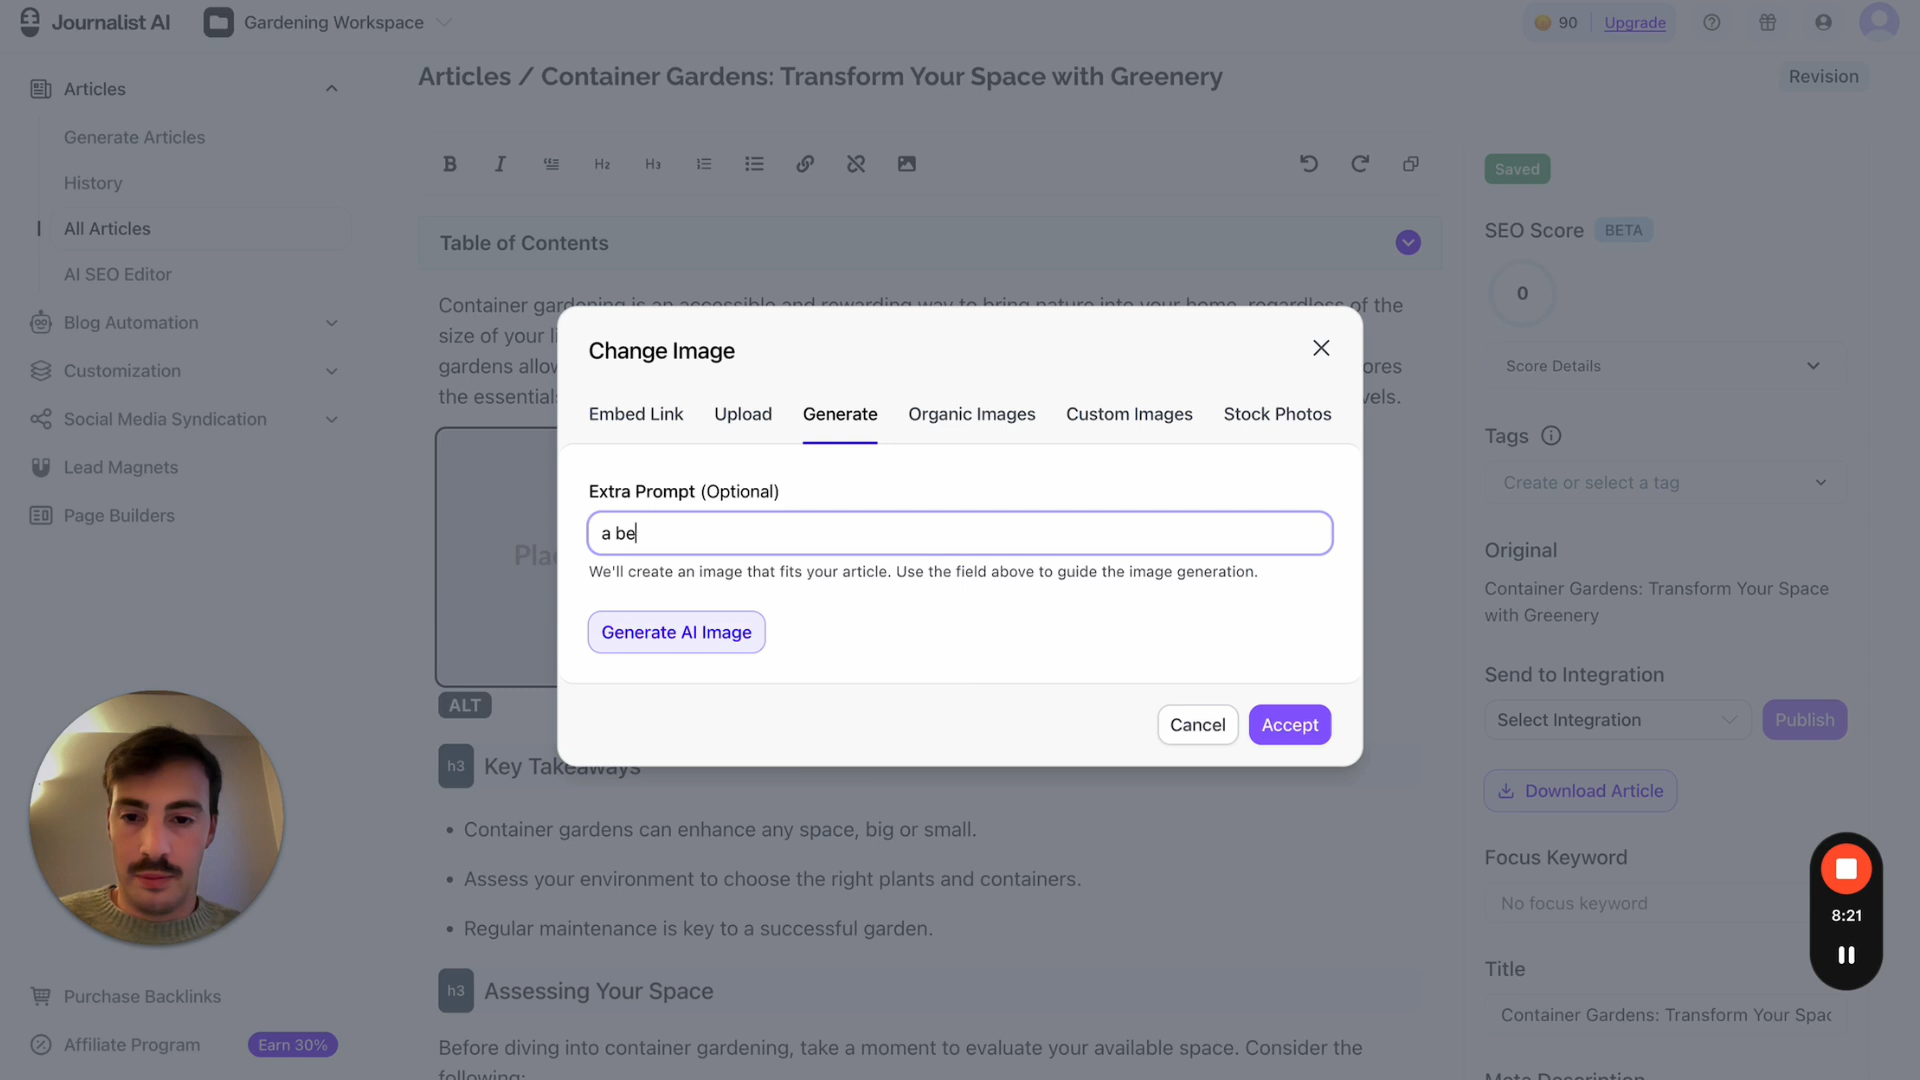 Journalist AI
Gardening Workspace
90
Upgrade
Articles
Generate Articles
History
All Articles
AI SEO Editor
Blog Automation
Customization
Social Media Syndication
Lead Magnets
Page Builders
Purchase Backlinks
Affiliate Program
Earn 30%
Articles / Container Gardens: Transform Your Space with Greenery
Revision
B
I
H2
H3
Table of Contents
Container gardening is an accessible and rewarding way to bring nature into your home, regardless of the
size of your
gardens
the
ALT
h3
Key Takeaways
• Container gardens can enhance any space, big or small.
• Assess your environment to choose the right plants and containers.
• Regular maintenance is key to a successful garden.
h3
Assessing Your Space
Before diving into container gardening, take a moment to evaluate your available space. Consider the
following:
Change Image
Embed Link
Upload
Generate
Organic Images
Custom Images
Stock Photos
Extra Prompt (Optional)
a be
We'll create an image that fits your article. Use the field above to guide the image generation.
Generate AI Image
Cancel
Accept
Saved
SEO Score
BETA
0
Score Details
Tags
Create or select a tag
Original
Container Gardens: Transform Your Space
with Greenery
Send to Integration
Select Integration
Publish
Download Article
Focus Keyword
No focus keyword
Title
Container Gardens: Transform Your Spac
Meta Description
8:21